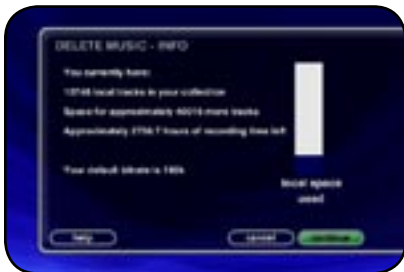 DELETE MUSIC - INFO
You currently have:
local tracks in your collection
Space for approximately more tracks
Approximately hours of recording time left
Your default bitrate is
local space
used
help
cancel
continue